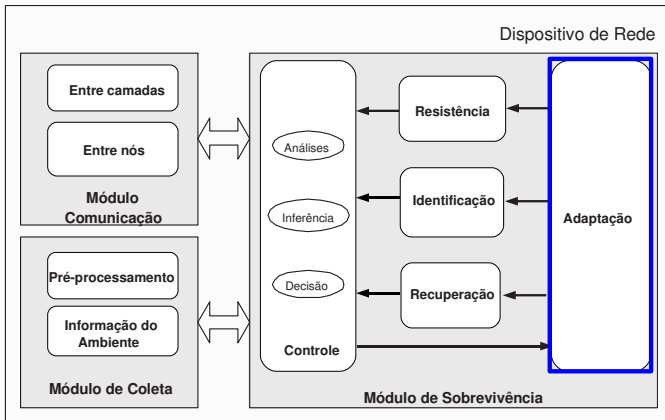 Dispositivo de Rede
Entre camadas
Entre nós
Módulo
Comunicação
Pré-processamento
Informação do
Ambiente
Módulo de Coleta
Análises
Inferência
Decisão
Controle
Resistência
Identificação
Recuperação
Adaptação
Módulo de Sobrevivência